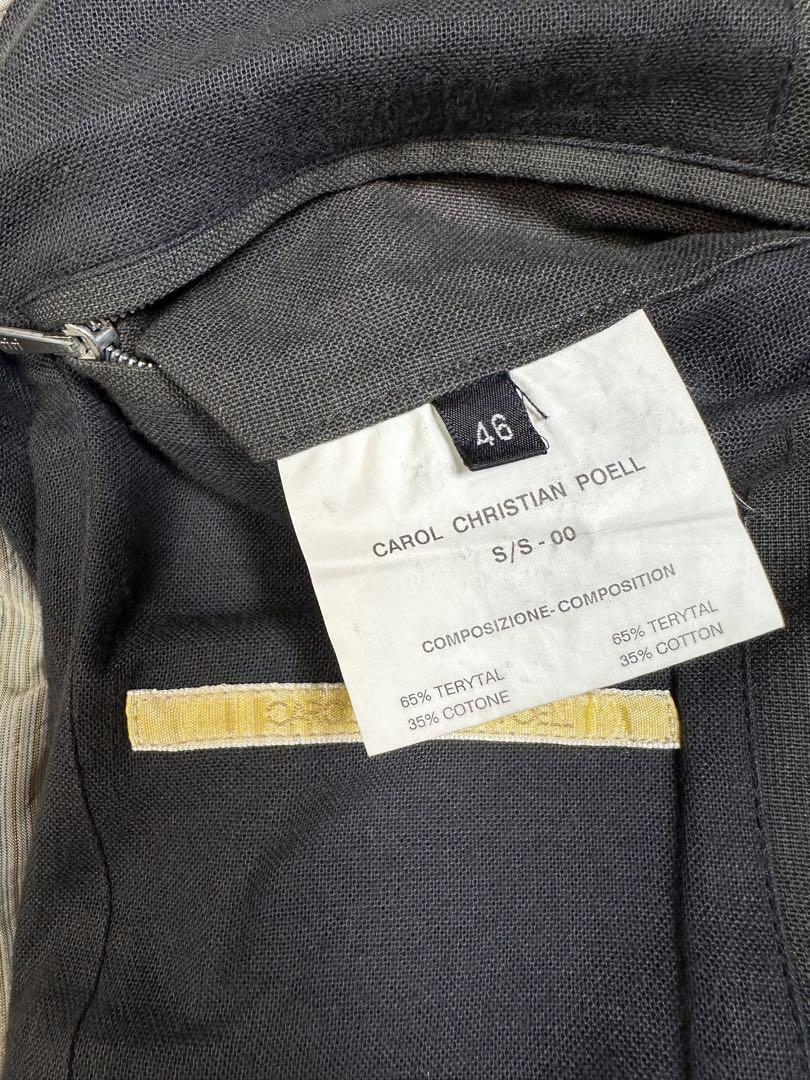 46
CAROL CHRISTIAN POELL
S/S - 00
COMPOSIZIONE - COMPOSITION
65% TERYTAL
35% COTONE
65% TERYTAL
35% COTTON